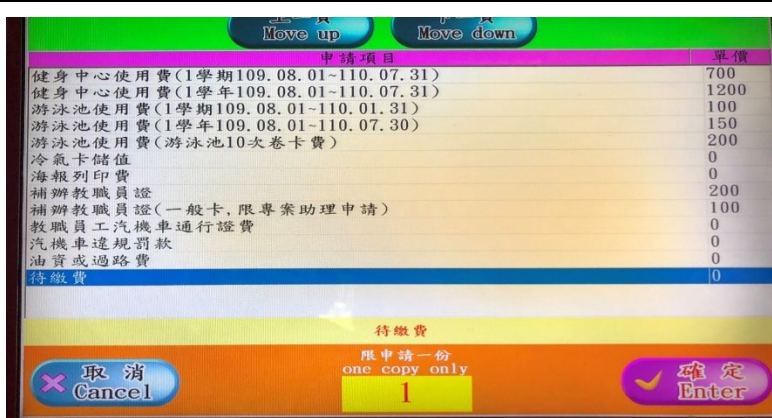 Move up
Move down
申請項目 單價
健身中心使用費(1學期109.08.01~110.07.31) 700
健身中心使用費(1學年109.08.01~110.07.31) 1200
游泳池使用費(1學期109.08.01~110.01.31) 100
游泳池使用費(1學年109.08.01~110.07.30) 150
游泳池使用費(游泳池10次卷卡費) 200
冷氣卡儲值 0
海報列印費 0
補辦教職員證 200
補辦教職員證(一般卡,限專案助理申請) 100
教職員工汽機車通行證費 0
汽機車違規罰款 0
油資或過路費 0
待繳費 0
待繳費
取消
Cancel
限申請一份
one copy only
1
確定
Enter